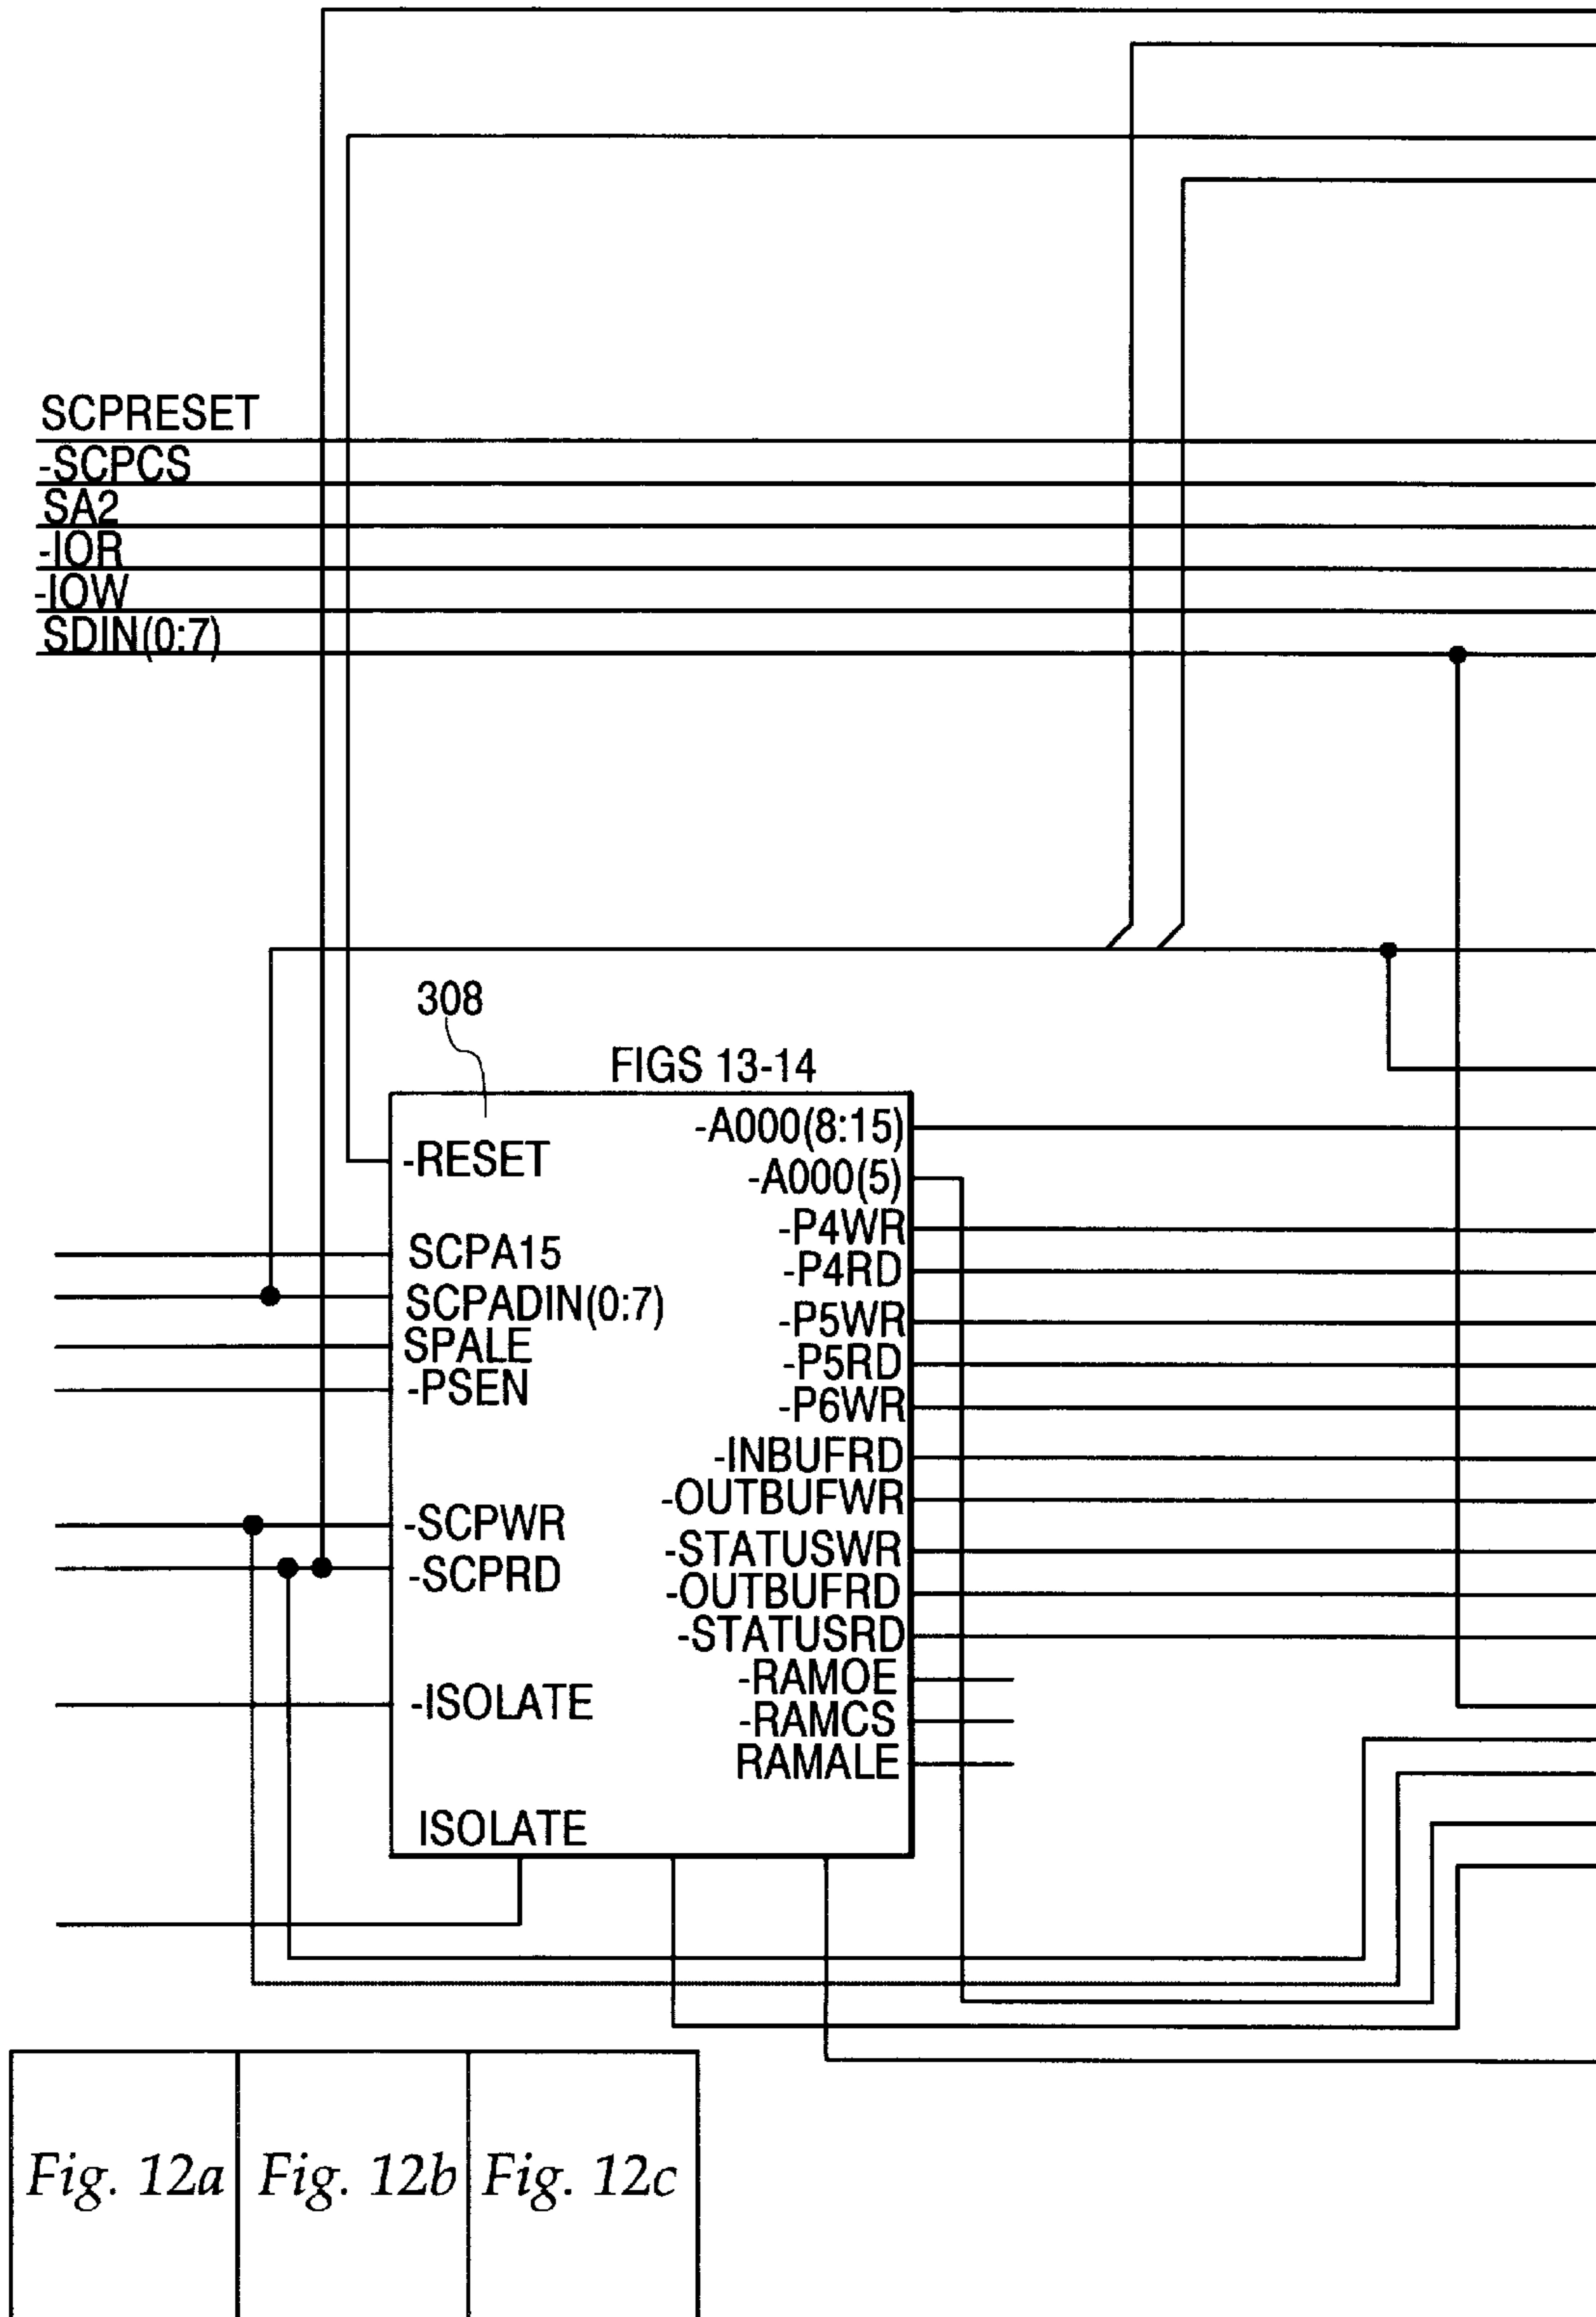 SCPRESET
-SCPCS
SA2
-IOR
-IOW
SDIN(0:7)
308
FIGS 13-14
-RESET
SCPA15
SCPADIN(0:7)
SPALE
-PSEN
-SCPWR
-SCPRD
-ISOLATE
ISOLATE
-A000(8:15)
-A000(5)
-P4WR
-P4RD
-P5WR
-P5RD
-P6WR
-INBUFRD
-OUTBUFWR
-STATUSWR
-OUTBUFRD
-STATUSRD
-RAMOE
-RAMCS
RAMALE
Fig. 12a
Fig. 12b
Fig. 12c